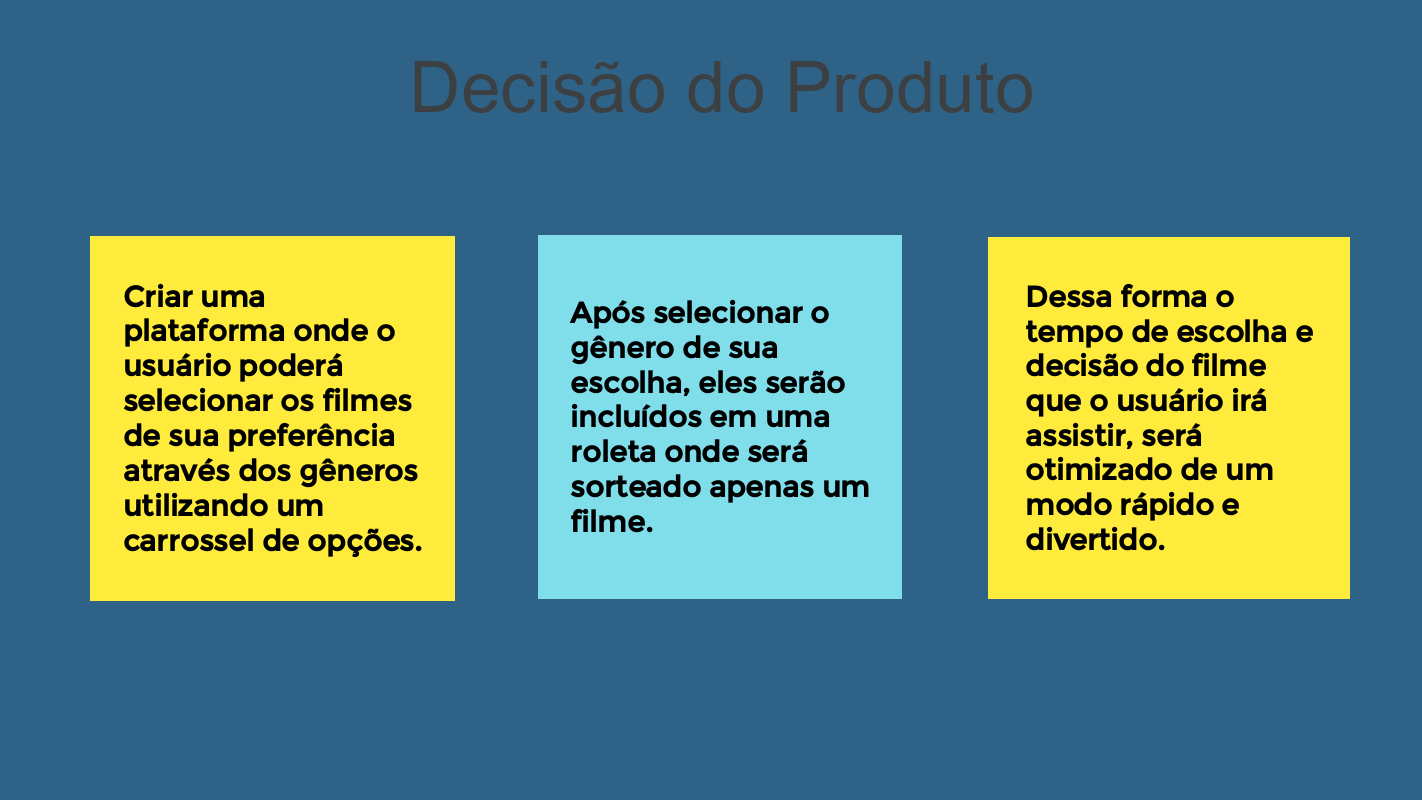 Decisão do Produto
Criar uma
plataforma onde o
usuário poderá
selecionar os filmes
de sua preferência
através dos gêneros
utilizando um
carrossel de opções.
Após selecionar o
gênero de sua
escolha, eles serão
incluídos em uma
roleta onde será
sorteado apenas um
filme.
Dessa forma o
tempo de escolha e
decisão do filme
que o usuário irá
assistir, será
otimizado de um
modo rápido e
divertido.